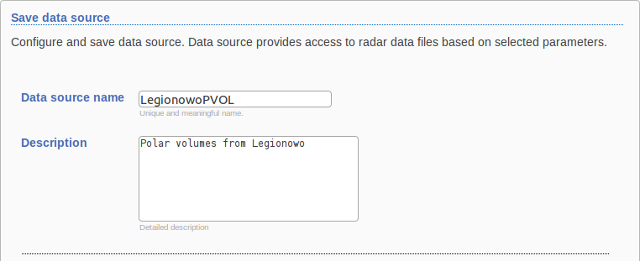 Save data source
Configure and save data source. Data source provides access to radar data files based on selected parameters.
Data source name
LegionowoPVOL
Unique and meaningful name.
Description
Polar volumes from Legionowo
Detailed description